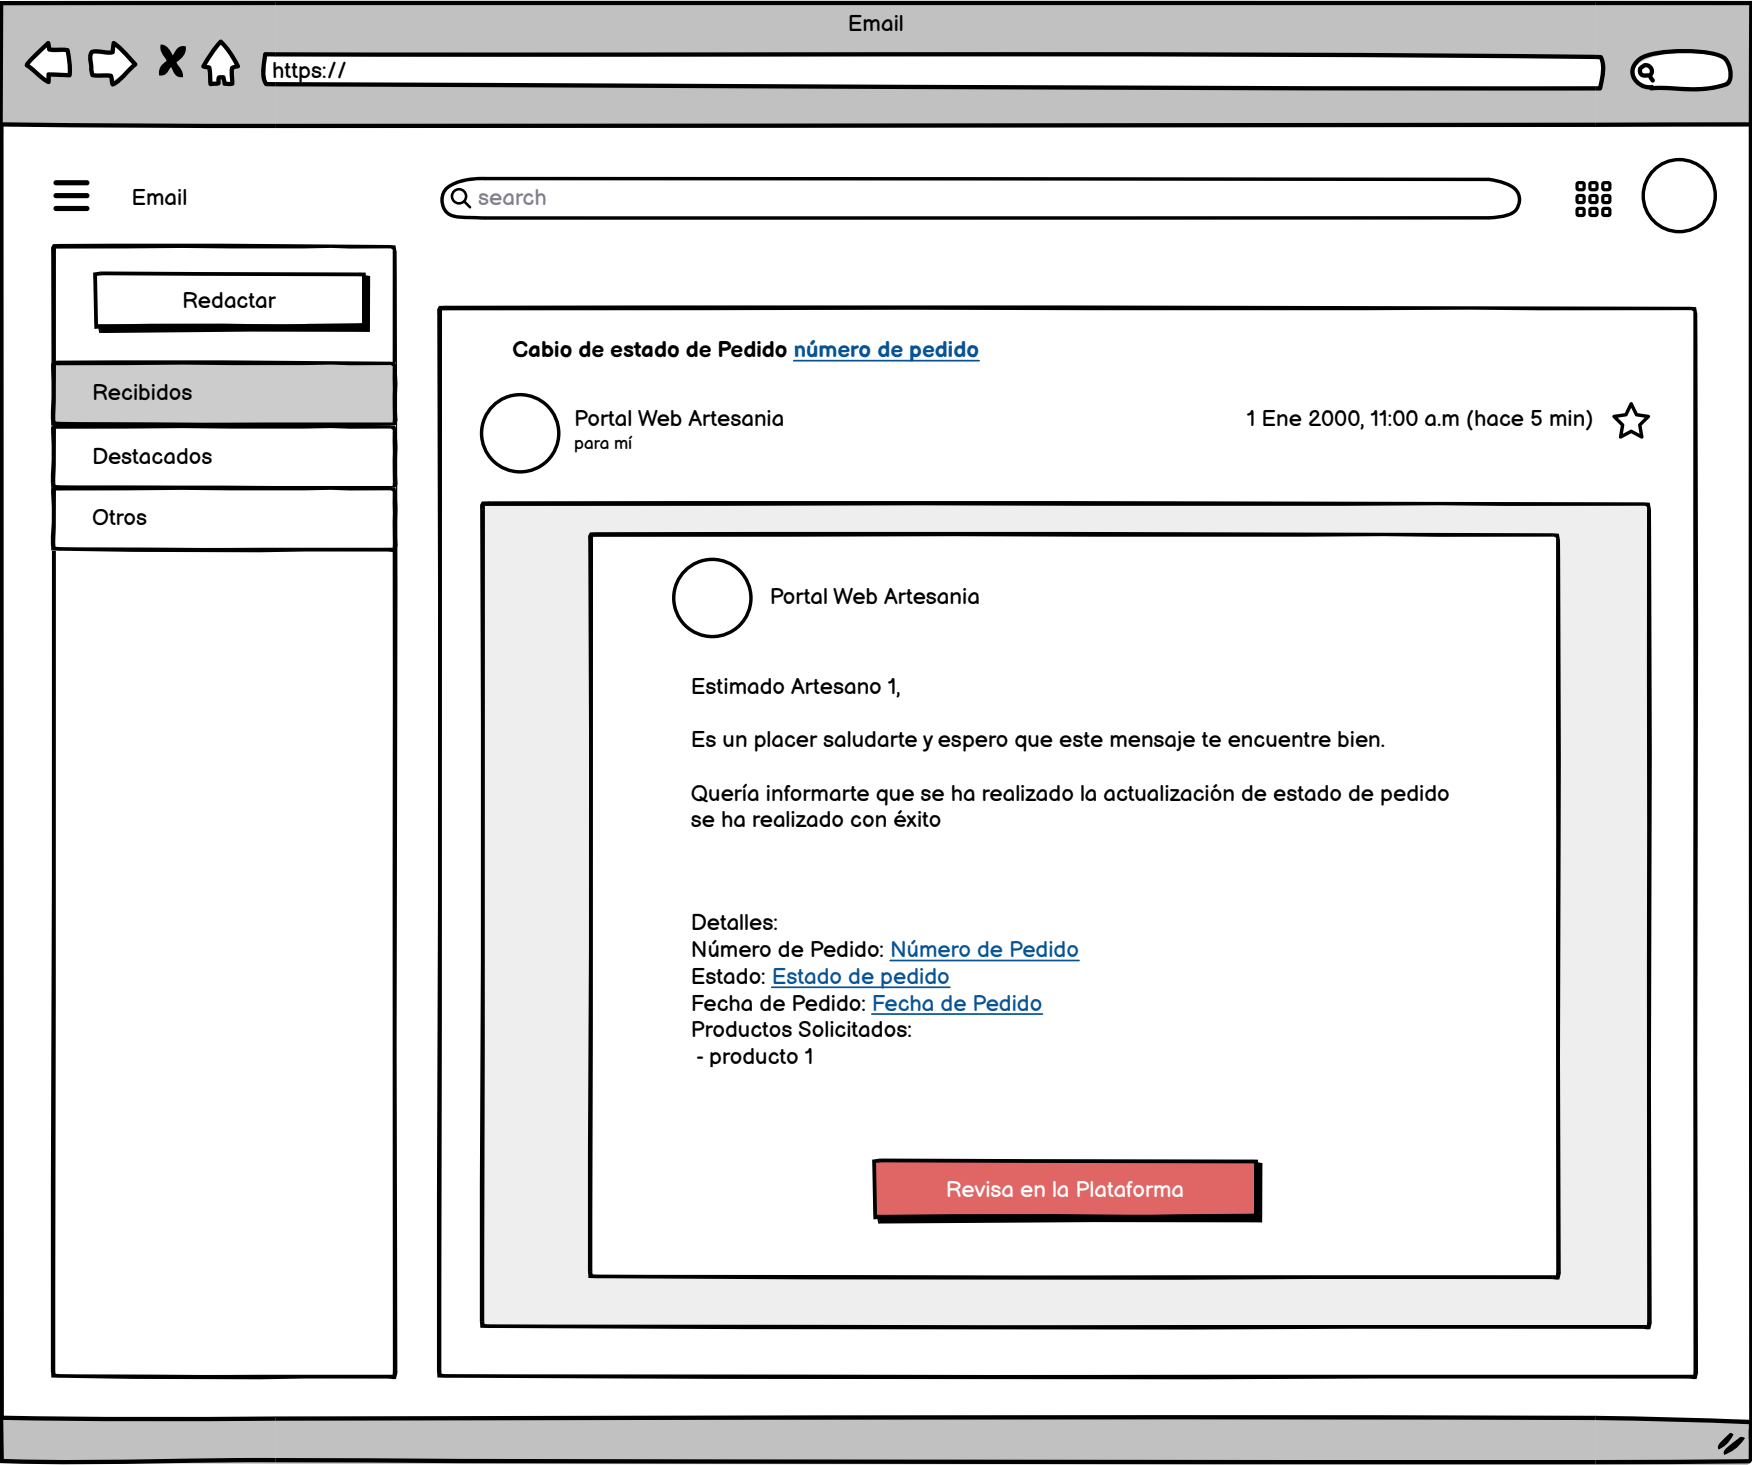 Email
https://
Email
search
Redactar
Recibidos
Destacados
Otros
Cabio de estado de Pedido número de pedido
Portal Web Artesania
para mí
1 Ene 2000, 11:00 a.m (hace 5 min)
Portal Web Artesania
Estimado Artesano 1,
Es un placer saludarte y espero que este mensaje te encuentre bien.
Quería informarte que se ha realizado la actualización de estado de pedido
se ha realizado con éxito
Detalles:
Número de Pedido: Número de Pedido
Estado: Estado de pedido
Fecha de Pedido: Fecha de Pedido
Productos Solicitados:
- producto 1
Revisa en la Plataforma